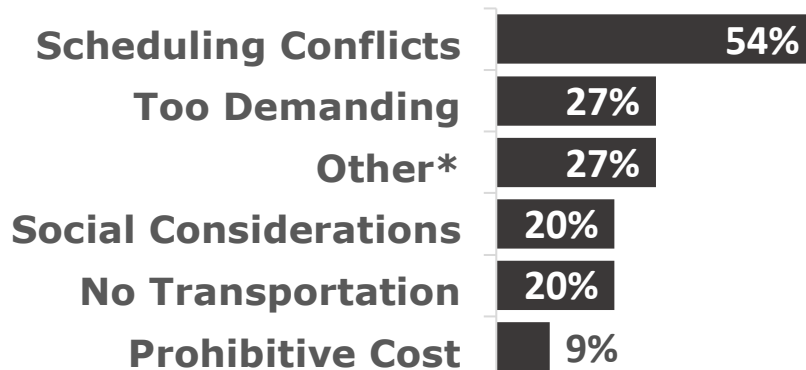 Scheduling Conflicts 54%
Too Demanding 27%
Other* 27%
Social Considerations 20%
No Transportation 20%
Prohibitive Cost 9%